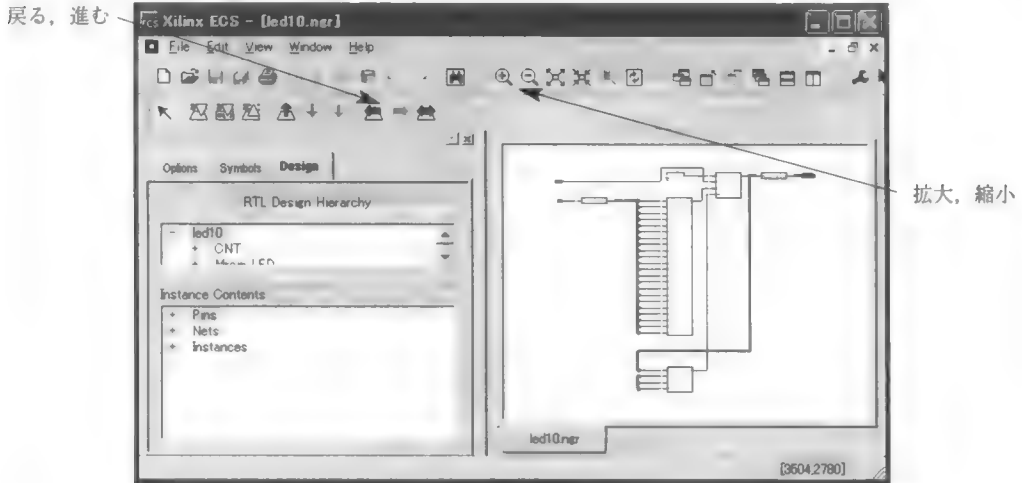 戻る，進む
Xilinx ECS - [led10.ngr]
File Edit View Window Help
Options Symbols Design
RTL Design Hierarchy
led10
CNT
Instance Contents
Pins
Nets
Instances
led10.ngr
[3604,2780]
拡大，縮小